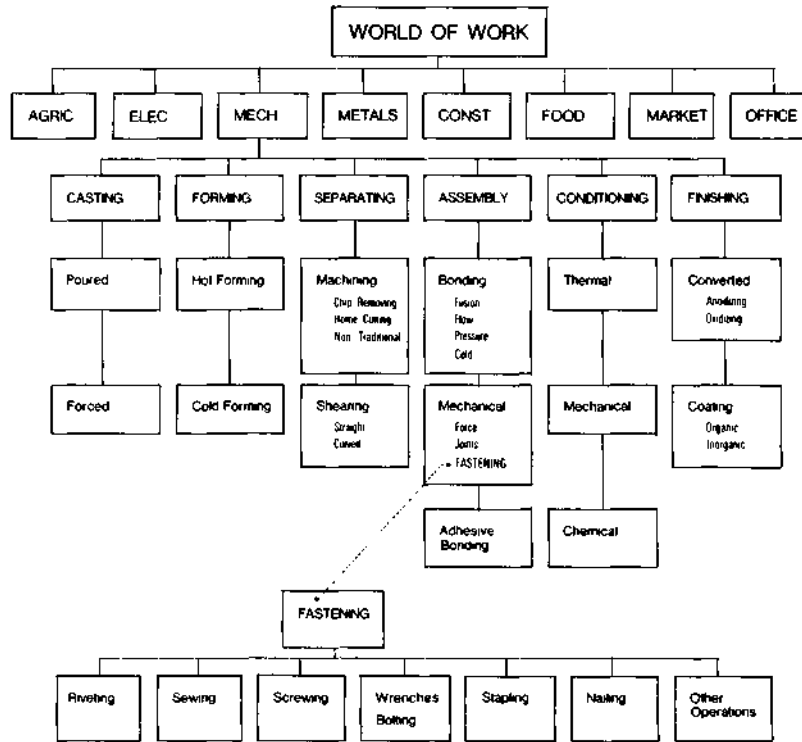 WORLD OF WORK
AGRIC
ELEC
MECH
METALS
CONST
FOOD
MARKET
OFFICE
CASTING
FORMING
SEPARATING
ASSEMBLY
CONDITIONING
FINISHING
Poured
Hot Forming
Machining
Chip Removing
Non Traditional
Bonding
Fusion
Flow
Pressure
Cold
Thermal
Converted
Anodizing
Oxidizing
Forced
Cold Forming
Shearing
Straight
Curved
Mechanical
Force
Joints
FASTENING
Mechanical
Coating
Organic
Inorganic
Adhesive
Bonding
Chemical
FASTENING
Riveting
Sewing
Screwing
Wrenches
Bolting
Stapling
Nailing
Other
Operations